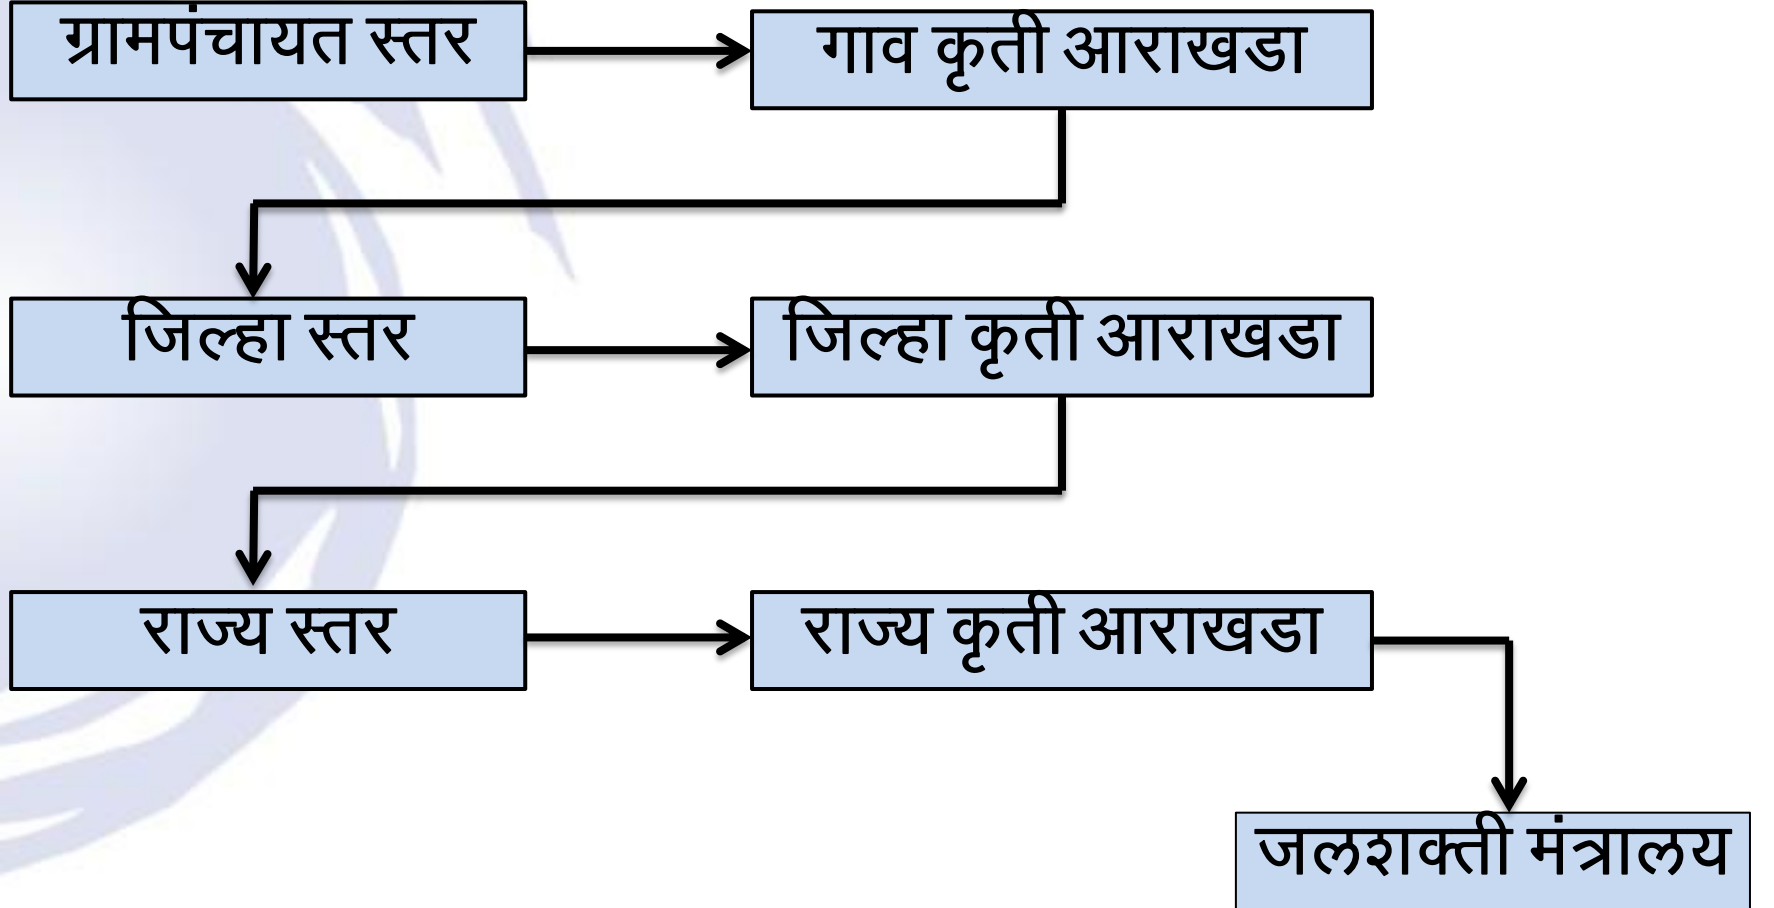 ग्रामपंचायत स्तर
गाव कृती आराखडा
जिल्हा स्तर
जिल्हा कृती आराखडा
राज्य स्तर
राज्य कृती आराखडा
जलशक्ती मंत्रालय